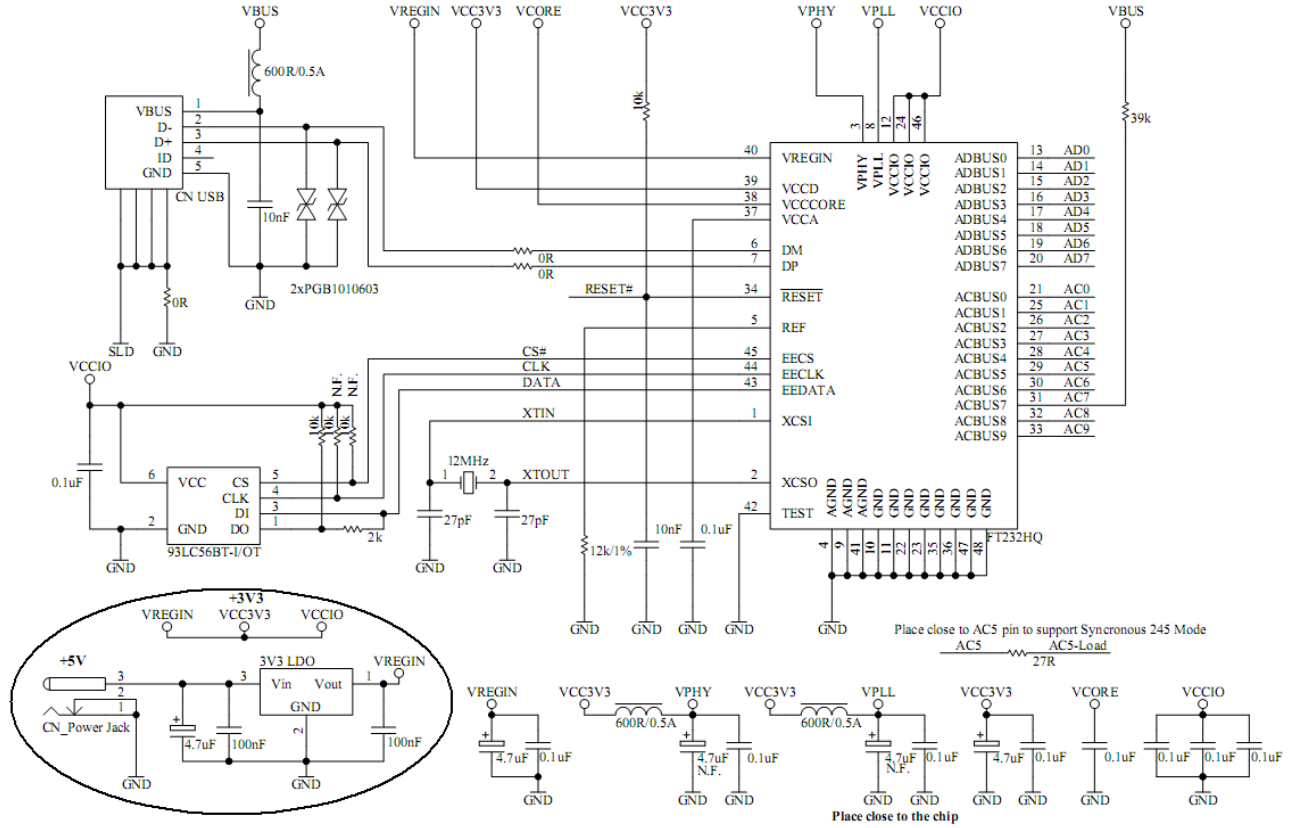 VBUS
VREGIN
VCC3V3
VCORE
VCC3V3
VPHY
VPLL
VCCIO
VBUS
600R/0.5A
10k
39k
VBUS 1
D- 2
D+ 3
ID 4
GND 5
CN USB
10nF
2xPGB1010603
GND
0R
SLD
GND
0R
0R
RESET#
3 8 12 24 46
VPHY VPLL VCCIO VCCIO VCCIO
40 VREGIN
39 VCCD
38 VCCCORE
37 VCCA
6 DM
7 DP
34 RESET
5 REF
45 EECS
44 EECLK
43 EEDATA
1 XCSI
2 XCSO
42 TEST
ADBUS0 13 AD0
ADBUS1 14 AD1
ADBUS2 15 AD2
ADBUS3 16 AD3
ADBUS4 17 AD4
ADBUS5 18 AD5
ADBUS6 19 AD6
ADBUS7 20 AD7
ACBUS0 21 AC0
ACBUS1 25 AC1
ACBUS2 26 AC2
ACBUS3 27 AC3
ACBUS4 28 AC4
ACBUS5 29 AC5
ACBUS6 30 AC6
ACBUS7 31 AC7
ACBUS8 32 AC8
ACBUS9 33 AC9
AGND AGND AGND GND GND GND GND GND GND GND GND
4 9 41 10 11 22 23 35 36 47 48
FT232HQ
GND
CS#
CLK
DATA
XTIN
XTOUT
VCCIO
N.F.
N.F.
10k
10k
10k
0.1uF
6 VCC CS 5
CLK 4
DI 3
2 GND DO 1
93LC56BT-I/OT
2k
GND
12MHz
1 2
27pF
27pF
GND
GND
12k/1%
10nF
0.1uF
GND
GND
GND
GND
+3V3
VREGIN
VCC3V3
VCCIO
+5V
3
2
1
CN_Power Jack
3V3 LDO
3 Vin Vout 1
GND
2
VREGIN
4.7uF
100nF
100nF
GND
GND
Place close to AC5 pin to support Syncronous 245 Mode
AC5
AC5-Load
27R
VREGIN
4.7uF
0.1uF
GND
VCC3V3
600R/0.5A
VPHY
4.7uF
N.F.
0.1uF
GND
GND
VCC3V3
600R/0.5A
VPLL
4.7uF
N.F.
0.1uF
GND
GND
VCC3V3
4.7uF
0.1uF
GND
GND
VCORE
0.1uF
GND
VCCIO
0.1uF
0.1uF
0.1uF
GND
Place close to the chip